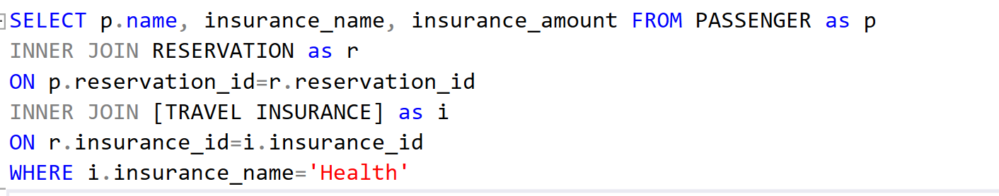 SELECT p.name, insurance_name, insurance_amount FROM PASSENGER as p
INNER JOIN RESERVATION as r
ON p.reservation_id=r.reservation_id
INNER JOIN [TRAVEL INSURANCE] as i
ON r.insurance_id=i.insurance_id
WHERE i.insurance_name='Health'